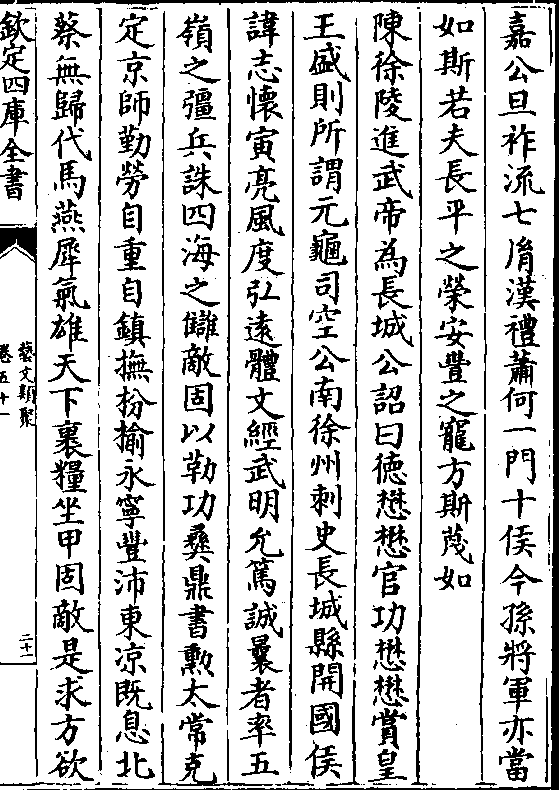 嘉公旦祚流七𦙍漢禮蕭何一門十侯今孫將軍亦當
如斯若夫長平之榮安豐之寵方斯蔑如
陳徐陵進武帝為長城公詔曰徳懋懋官功懋懋賞皇
王盛則所謂元龜司空公南徐州刺史長城縣開國侯
諱志懷寅亮風度弘遠體文經武明允篤誠曩者率五
嶺之彊兵誅四海之讎敵固以勒功彛鼎書勲太常克
定京師勤勞自重自鎮撫枌揄永寧豐沛東凉既息北
蔡無歸代馬燕犀氣雄天下裹糧坐甲固敵是求方欲
欽定四庫全書
藝文類聚
卷五十一
二十一